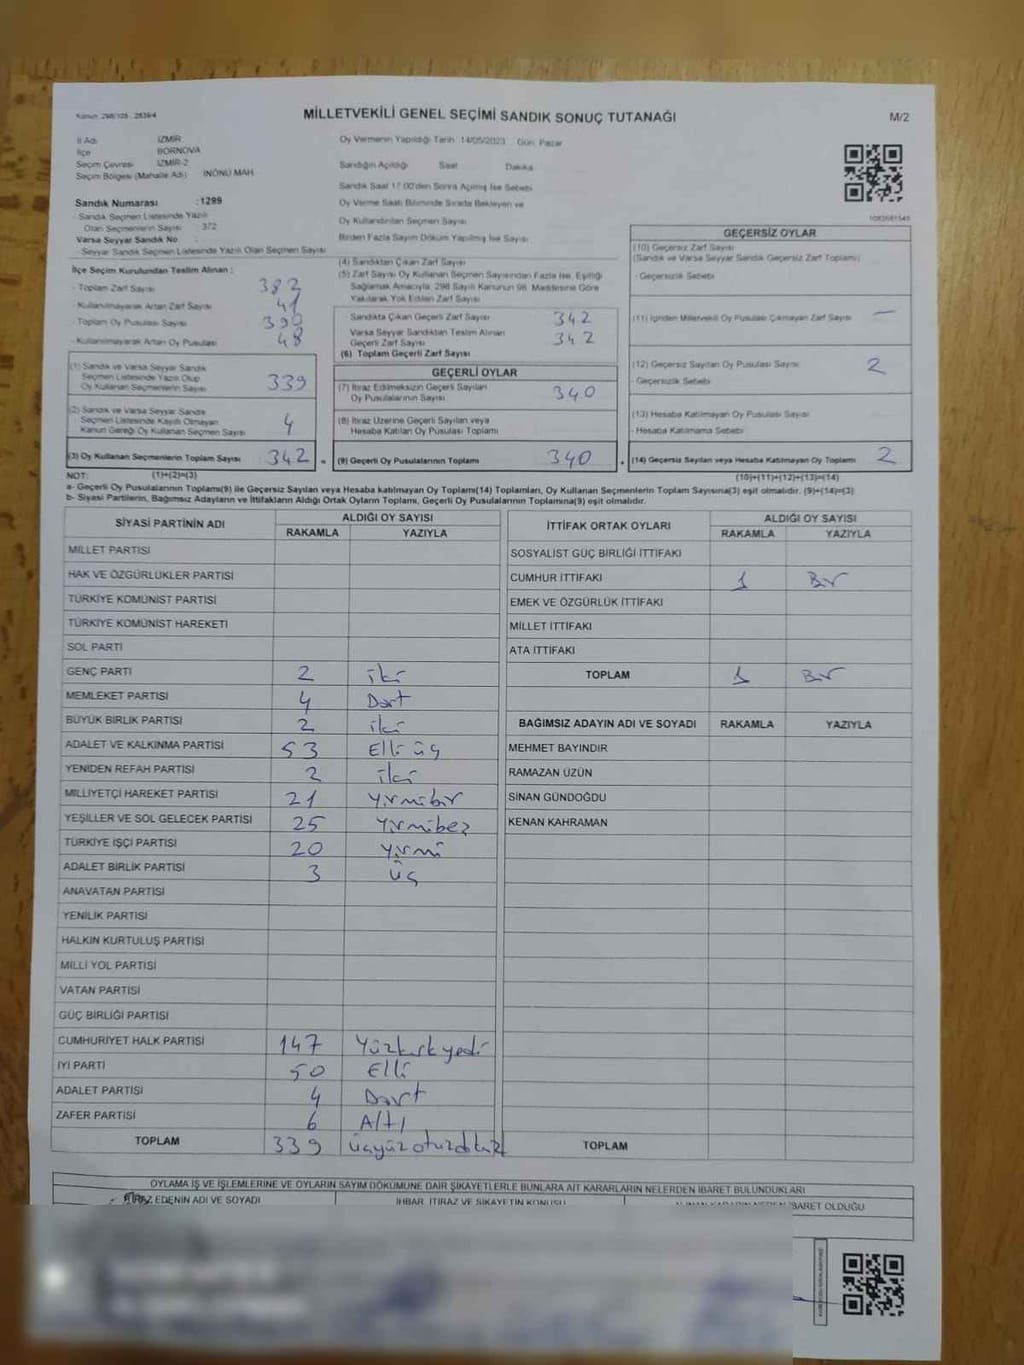 Kanun: 298/105 , 2839/4
MİLLETVEKİLİ GENEL SEÇİMİ SANDIK SONUÇ TUTANAĞI
M/2
İl Adı İZMİR
İlçe BORNOVA
Seçim Çevresi İZMİR-2
Seçim Bölgesi (Mahalle Adı) İNÖNÜ MAH
Oy Vermenin Yapıldığı Tarih 14/05/2023 Gün: Pazar
Sandığın Açıldığı Saat Dakika
Sandık Saat 17:00'den Sonra Açılmış İse Sebebi
Sandık Numarası :1299
Oy Verme Saati Bitiminde Sırada Bekleyen ve
- Sandık Seçmen Listesinde Yazılı
Olan Seçmenlerin Sayısı 372
Oy Kullandırılan Seçmen Sayısı
Varsa Seyyar Sandık No
Birden Fazla Sayım Döküm Yapılmış İse Sayısı
- Seyyar Sandık Seçmen Listesinde Yazılı Olan Seçmen Sayısı
İlçe Seçim Kurulundan Teslim Alınan :
- Toplam Zarf Sayısı 382
- Kullanılmayarak Artan Zarf Sayısı 41
- Toplam Oy Pusulası Sayısı 390
- Kullanılmayarak Artan Oy Pusulası 48
(1) Sandık ve Varsa Seyyar Sandık
Seçmen Listesinde Yazılı Olup
Oy Kullanan Seçmenlerin Sayısı 339
(2) Sandık ve Varsa Seyyar Sandık
Seçmen Listesinde Kayıtlı Olmayan
Kanun Gereği Oy Kullanan Seçmen Sayısı 4
(3) Oy Kullanan Seçmenlerin Toplam Sayısı 342
(4) Sandıktan Çıkan Zarf Sayısı
(5) Zarf Sayısı Oy Kullanan Seçmen Sayısından Fazla İse, Eşitliği
Sağlamak Amacıyla, 298 Sayılı Kanunun 98. Maddesine Göre
Yakılarak Yok Edilen Zarf Sayısı
Sandıkta Çıkan Geçerli Zarf Sayısı 342
Varsa Seyyar Sandıktan Teslim Alınan
Geçerli Zarf Sayısı 342
(6) Toplam Geçerli Zarf Sayısı
GEÇERLİ OYLAR
(7) İtiraz Edilmeksizin Geçerli Sayılan
Oy Pusulalarının Sayısı 340
(8) İtiraz Üzerine Geçerli Sayılan veya
Hesaba Katılan Oy Pusulası Toplamı
= (9) Geçerli Oy Pusulalarının Toplamı 340
1083581545
GEÇERSİZ OYLAR
(10) Geçersiz Zarf Sayısı
(Sandık ve Varsa Seyyar Sandık Geçersiz Zarf Toplamı)
- Geçersizlik Sebebi
(11) İçinden Milletvekili Oy Pusulası Çıkmayan Zarf Sayısı —
(12) Geçersiz Sayılan Oy Pusulası Sayısı 2
- Geçersizlik Sebebi
(13) Hesaba Katılmayan Oy Pusulası Sayısı
- Hesaba Katılmama Sebebi
+ (14) Geçersiz Sayılan veya Hesaba Katılmayan Oy Toplamı 2
NOT: (1)+(2)=(3)
(10)+(11)+(12)+(13)=(14)
a- Geçerli Oy Pusulalarının Toplamı(9) ile Geçersiz Sayılan veya Hesaba katılmayan Oy Toplamı(14) Toplamları, Oy Kullanan Seçmenlerin Toplam Sayısına(3) eşit olmalıdır. (9)+(14)=(3)
b- Siyasi Partilerin, Bağımsız Adayların ve İttifakların Aldığı Ortak Oyların Toplamı, Geçerli Oy Pusulalarının Toplamına(9) eşit olmalıdır.
SİYASİ PARTİNİN ADI
ALDIĞI OY SAYISI
RAKAMLA YAZIYLA
MİLLET PARTİSİ
HAK VE ÖZGÜRLÜKLER PARTİSİ
TÜRKİYE KOMÜNİST PARTİSİ
TÜRKİYE KOMÜNİST HAREKETİ
SOL PARTİ
GENÇ PARTİ 2 iki
MEMLEKET PARTİSİ 4 Dört
BÜYÜK BİRLİK PARTİSİ 2 iki
ADALET VE KALKINMA PARTİSİ 53 Elli üç
YENİDEN REFAH PARTİSİ 2 iki
MİLLİYETÇİ HAREKET PARTİSİ 21 Yirmibir
YEŞİLLER VE SOL GELECEK PARTİSİ 25 Yirmibeş
TÜRKİYE İŞÇİ PARTİSİ 20 Yirmi
ADALET BİRLİK PARTİSİ 3 üç
ANAVATAN PARTİSİ
YENİLİK PARTİSİ
HALKIN KURTULUŞ PARTİSİ
MİLLİ YOL PARTİSİ
VATAN PARTİSİ
GÜÇ BİRLİĞİ PARTİSİ
CUMHURİYET HALK PARTİSİ 147 Yüzkırkyedi
İYİ PARTİ 50 Elli
ADALET PARTİSİ 4 Dört
ZAFER PARTİSİ 6 Altı
TOPLAM 339 üçyüzotuzdokuz
İTTİFAK ORTAK OYLARI
ALDIĞI OY SAYISI
RAKAMLA YAZIYLA
SOSYALİST GÜÇ BİRLİĞİ İTTİFAKI
CUMHUR İTTİFAKI 1 Bir
EMEK VE ÖZGÜRLÜK İTTİFAKI
MİLLET İTTİFAKI
ATA İTTİFAKI
TOPLAM 1 Bir
BAĞIMSIZ ADAYIN ADI VE SOYADI RAKAMLA YAZIYLA
MEHMET BAYINDIR
RAMAZAN ÜZÜN
SİNAN GÜNDOĞDU
KENAN KAHRAMAN
TOPLAM
OYLAMA İŞ VE İŞLEMLERİNE VE OYLARIN SAYIM DÖKÜMÜNE DAİR ŞİKAYETLERLE BUNLARA AİT KARARLARIN NELERDEN İBARET BULUNDUKLARI
EDENİN ADI VE SOYADI
İHBAR, İTİRAZ VE ŞİKAYETİN KONUSU
İBARET OLDUĞU